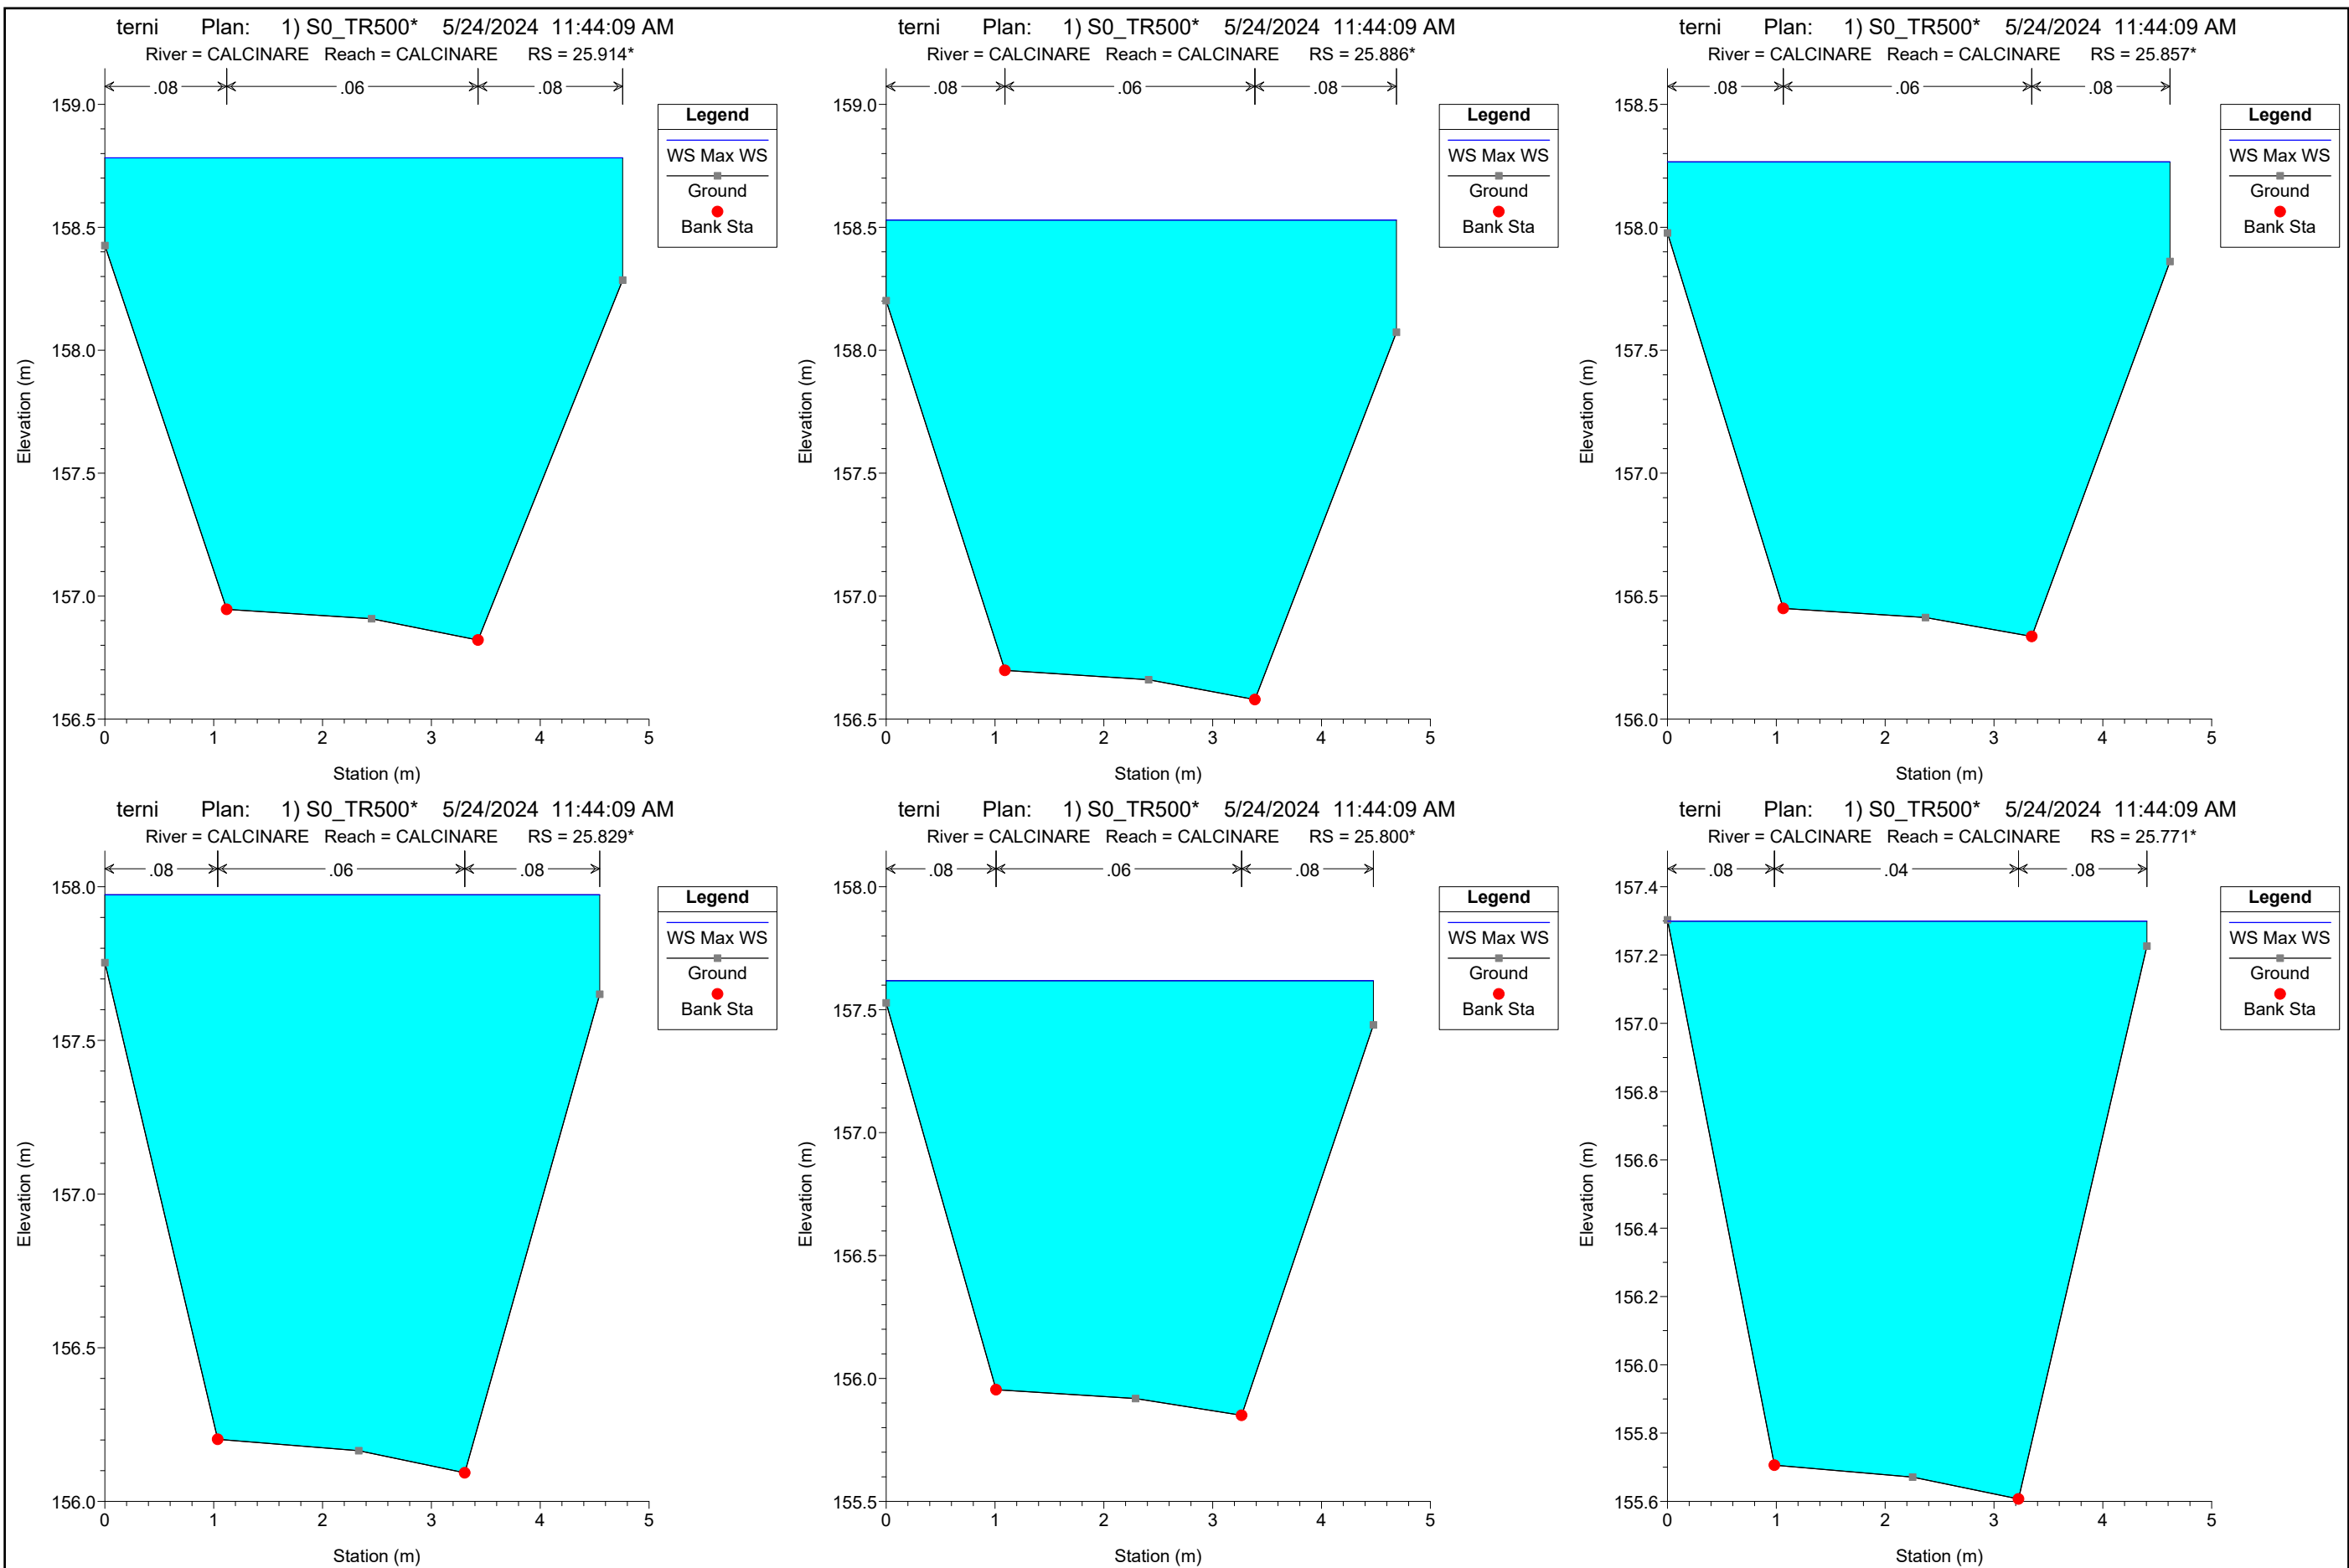 terni Plan: 1) S0_TR500* 5/24/2024 11:44:09 AM
River = CALCINARE Reach = CALCINARE RS = 25.914*
.08 .06 .08
159.0
158.5
158.0
157.5
157.0
156.5
0 1 2 3 4 5
Station (m)
Elevation (m)
Legend
WS Max WS
Ground
Bank Sta
terni Plan: 1) S0_TR500* 5/24/2024 11:44:09 AM
River = CALCINARE Reach = CALCINARE RS = 25.886*
.08 .06 .08
159.0
158.5
158.0
157.5
157.0
156.5
0 1 2 3 4 5
Station (m)
Elevation (m)
Legend
WS Max WS
Ground
Bank Sta
terni Plan: 1) S0_TR500* 5/24/2024 11:44:09 AM
River = CALCINARE Reach = CALCINARE RS = 25.857*
.08 .06 .08
158.5
158.0
157.5
157.0
156.5
156.0
0 1 2 3 4 5
Station (m)
Elevation (m)
Legend
WS Max WS
Ground
Bank Sta
terni Plan: 1) S0_TR500* 5/24/2024 11:44:09 AM
River = CALCINARE Reach = CALCINARE RS = 25.829*
.08 .06 .08
158.0
157.5
157.0
156.5
156.0
0 1 2 3 4 5
Station (m)
Elevation (m)
Legend
WS Max WS
Ground
Bank Sta
terni Plan: 1) S0_TR500* 5/24/2024 11:44:09 AM
River = CALCINARE Reach = CALCINARE RS = 25.800*
.08 .06 .08
158.0
157.5
157.0
156.5
156.0
155.5
0 1 2 3 4 5
Station (m)
Elevation (m)
Legend
WS Max WS
Ground
Bank Sta
terni Plan: 1) S0_TR500* 5/24/2024 11:44:09 AM
River = CALCINARE Reach = CALCINARE RS = 25.771*
.08 .04 .08
157.4
157.2
157.0
156.8
156.6
156.4
156.2
156.0
155.8
155.6
0 1 2 3 4 5
Station (m)
Elevation (m)
Legend
WS Max WS
Ground
Bank Sta